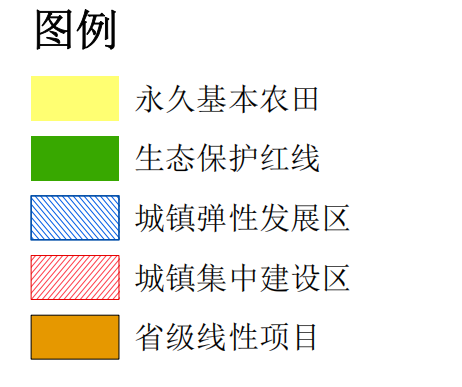 图例
永久基本农田
生态保护红线
城镇弹性发展区
城镇集中建设区
省级线性项目